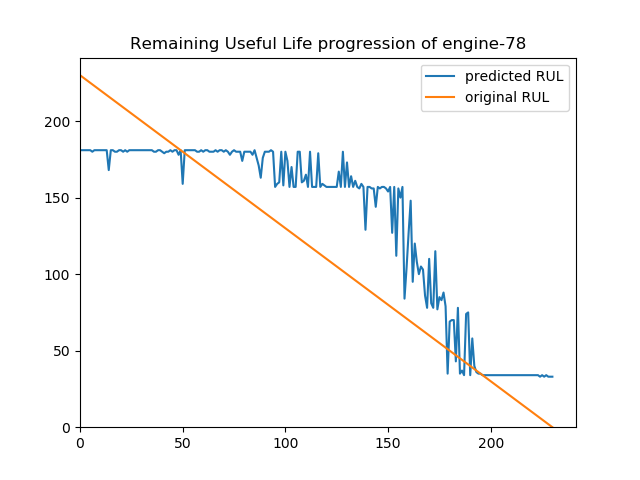 Remaining Useful Life progression of engine-78
predicted RUL
original RUL
200
150
100
50
0
0 50 100 150 200